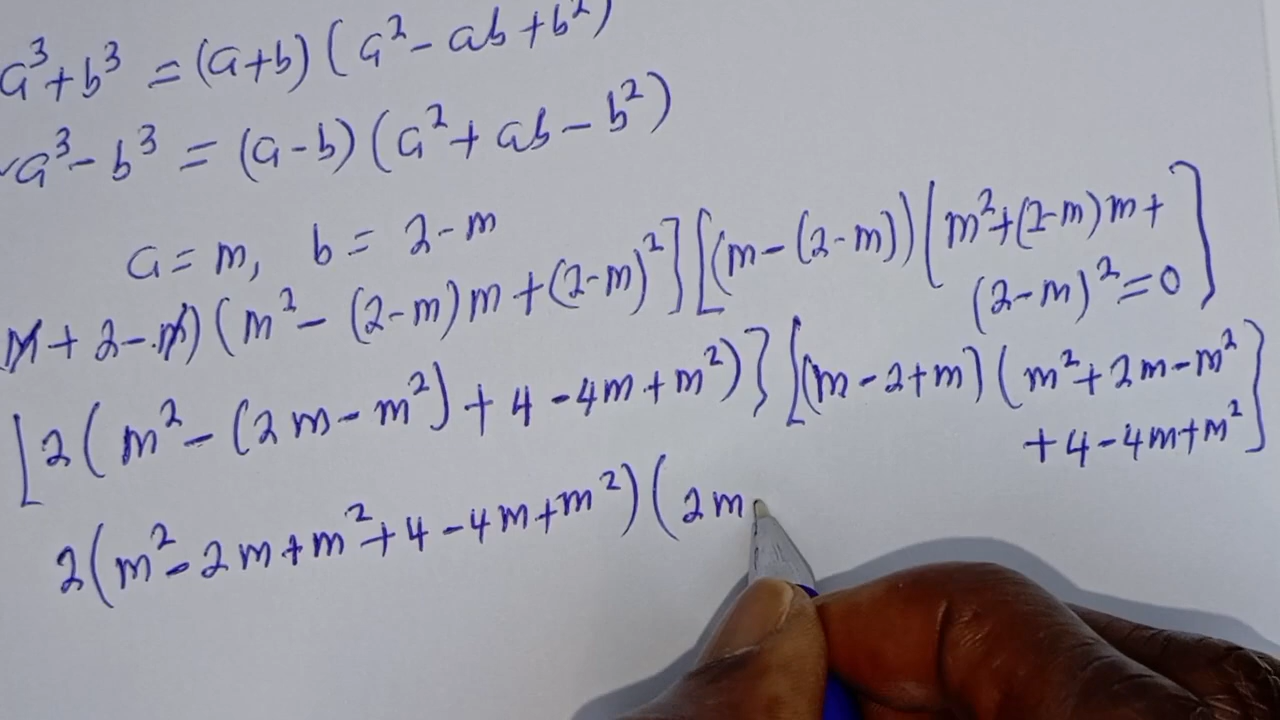 a³+b³ = (a+b)(a²-ab+b²)
a³-b³ = (a-b)(a²+ab-b²)
a=m, b= 2-m
m+2-m)(m²-(2-m)m+(2-m)²}[(m-(2-m))(m²+(2-m)m+
(2-m)²=0]
[2(m²-(2m-m²)+4-4m+m²)}[(m-2+m)(m²+2m-m²
+4-4m+m²]
2(m²-2m+m²+4-4m+m²)(2m